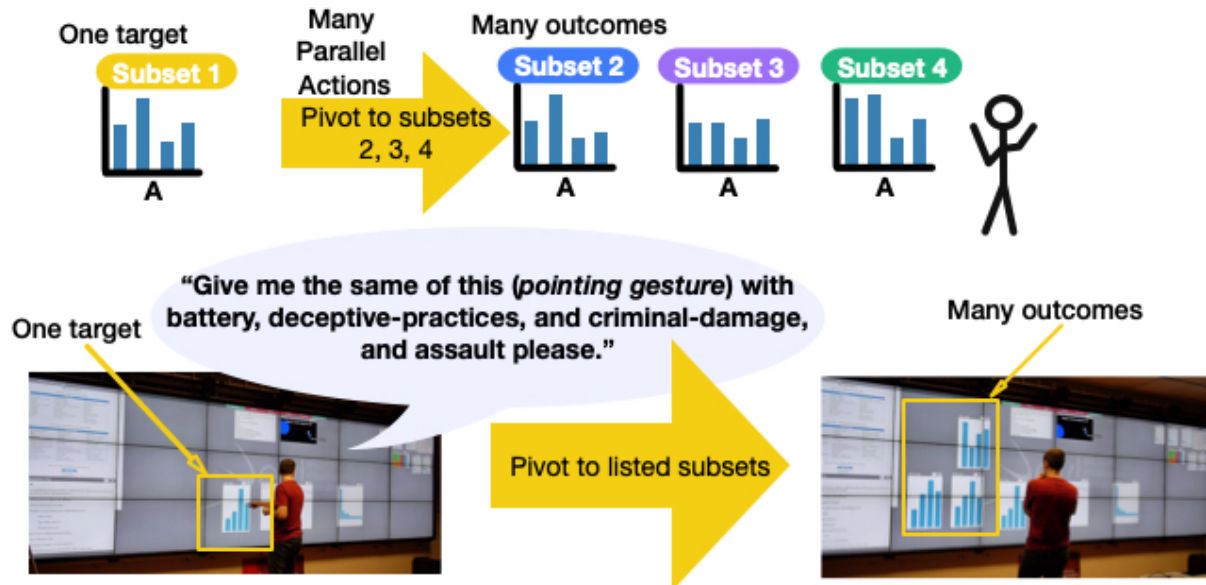 One target
Subset 1
A
Many
Parallel
Actions
Pivot to subsets
2, 3, 4
Many outcomes
Subset 2
A
Subset 3
A
Subset 4
A
“Give me the same of this (pointing gesture) with
battery, deceptive-practices, and criminal-damage,
and assault please.”
One target
Pivot to listed subsets
Many outcomes